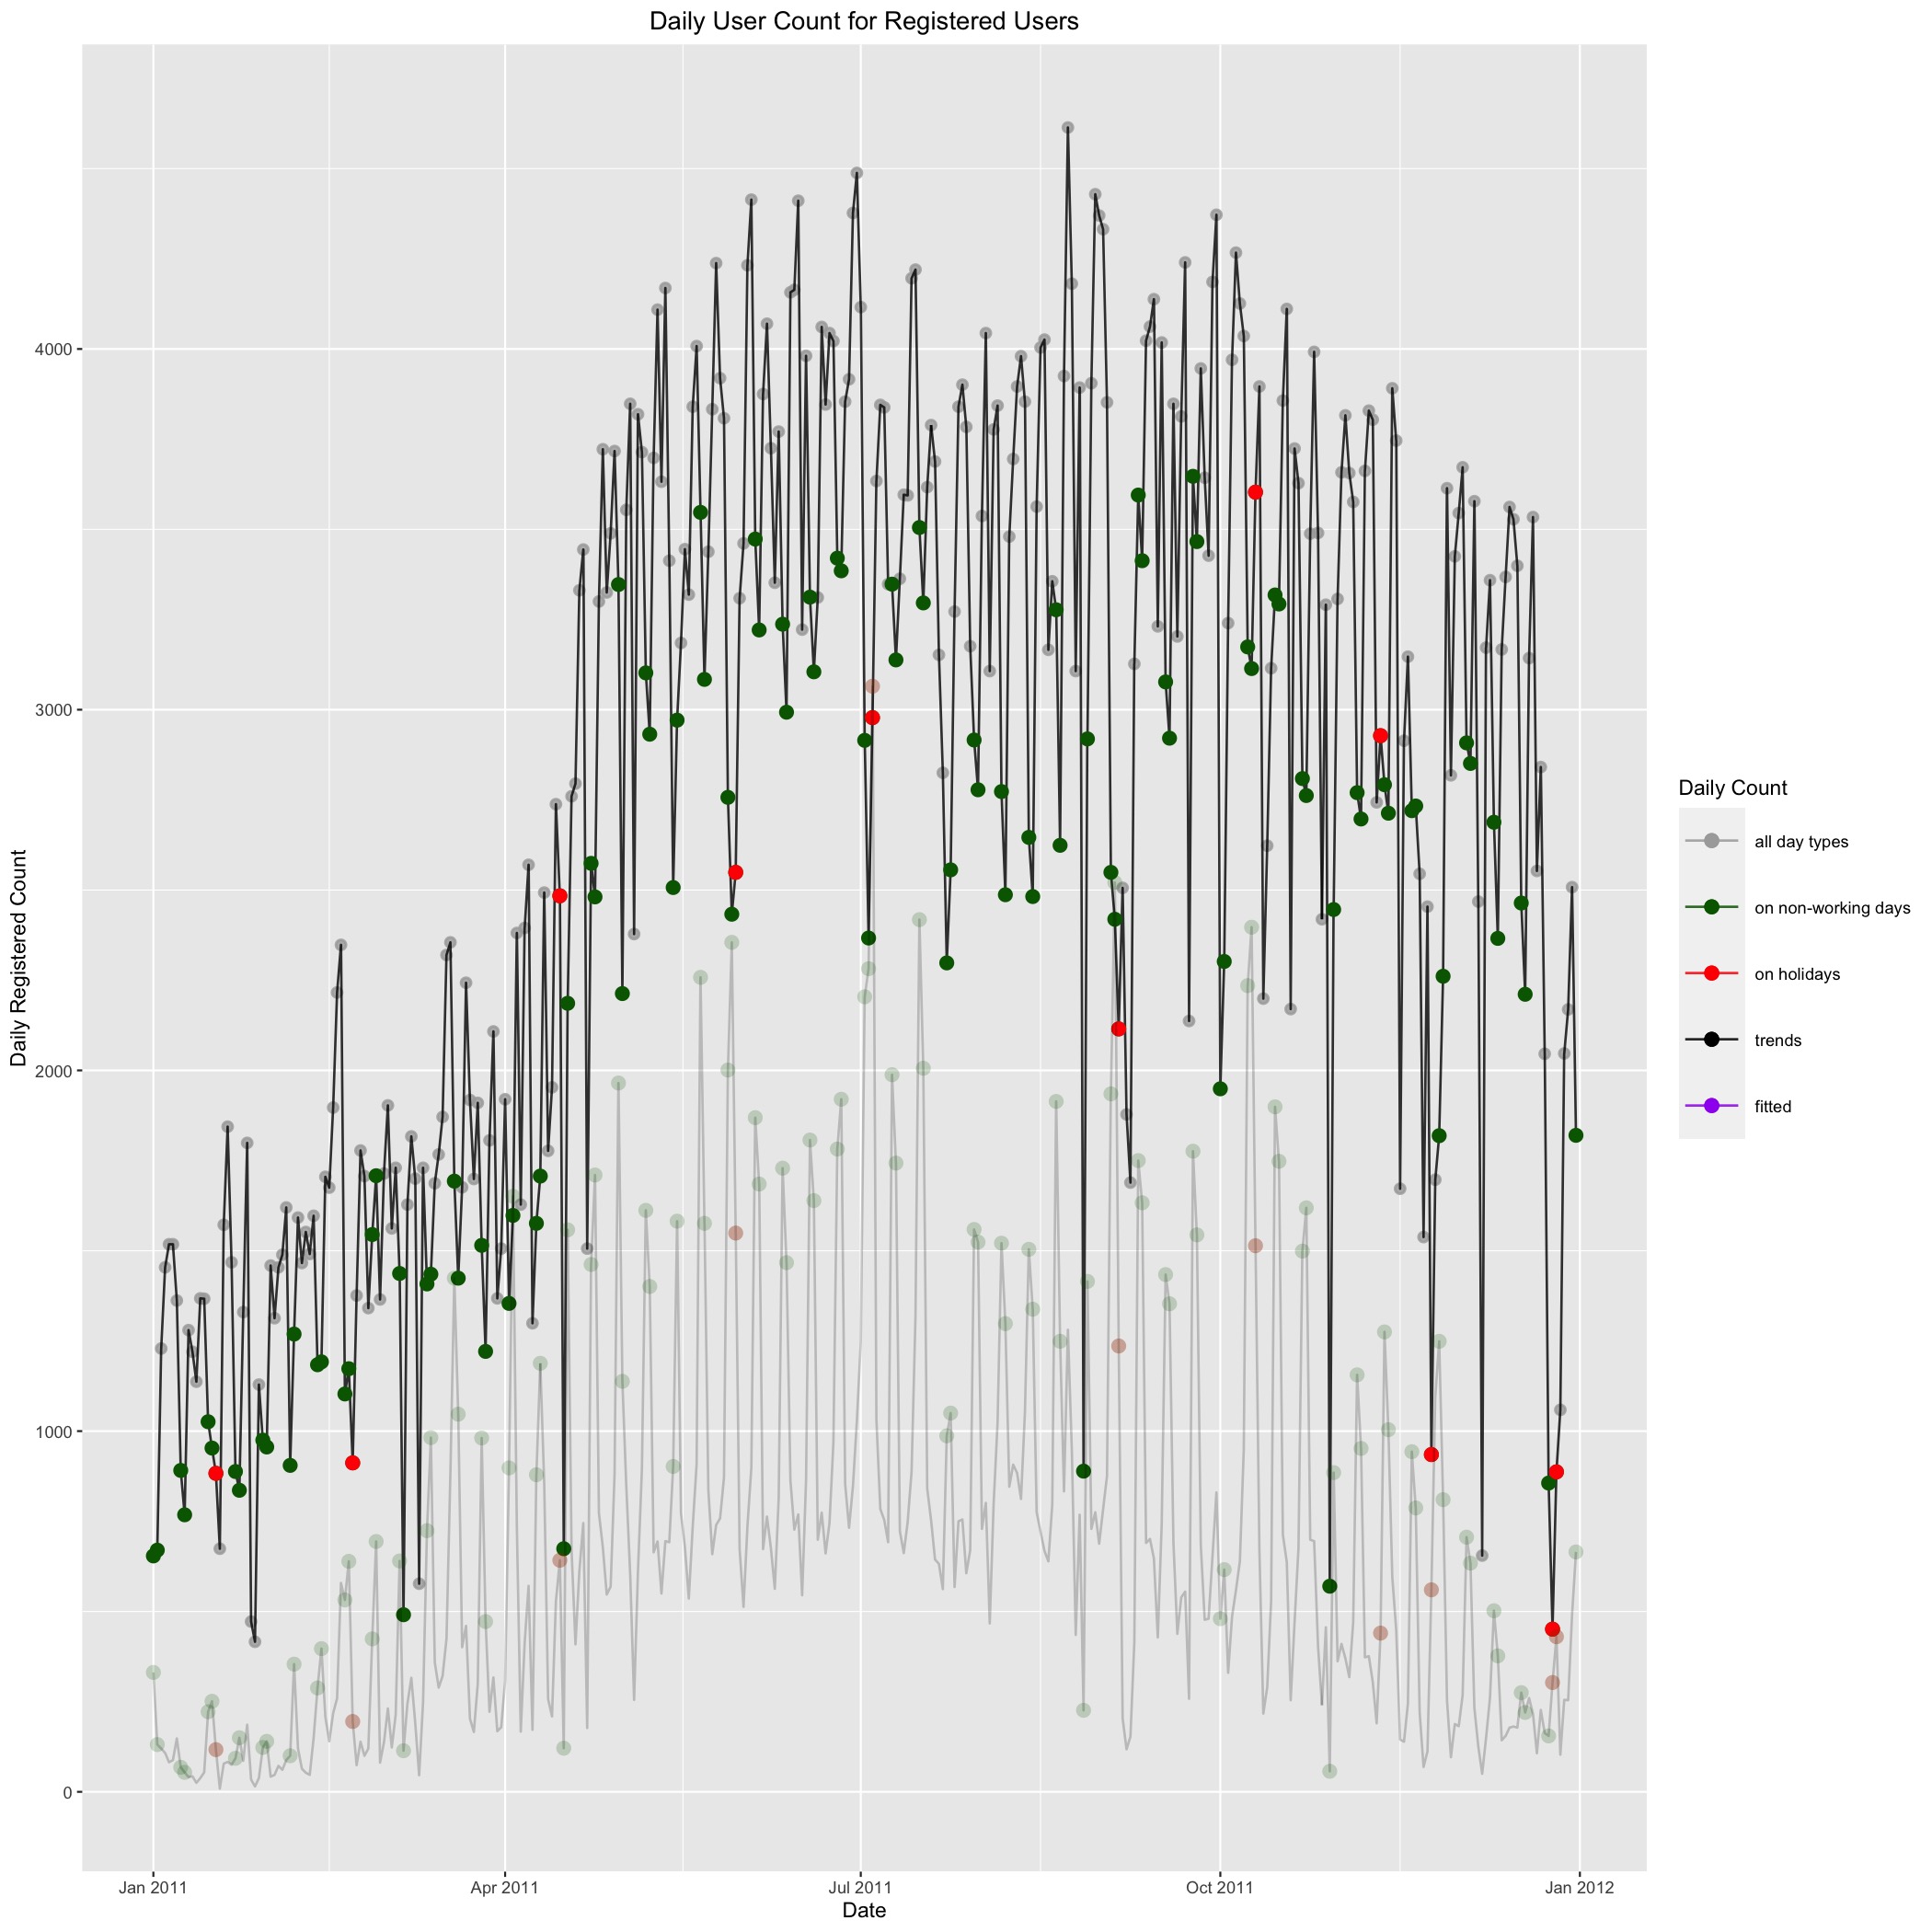 Daily User Count for Registered Users
Daily Registered Count
4000
3000
2000
1000
0
Jan 2011
Apr 2011
Jul 2011
Oct 2011
Jan 2012
Date
Daily Count
all day types
on non-working days
on holidays
trends
fitted